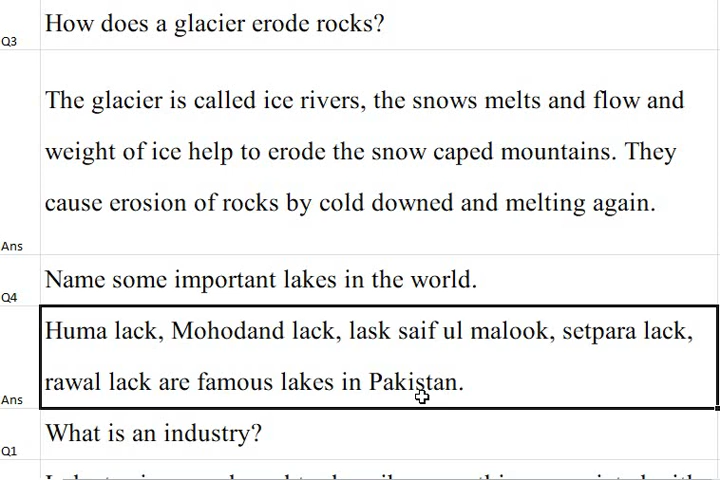 Q3 How does a glacier erode rocks?
The glacier is called ice rivers, the snows melts and flow and
weight of ice help to erode the snow caped mountains. They
cause erosion of rocks by cold downed and melting again.
Ans
Q4 Name some important lakes in the world.
Huma lack, Mohodand lack, lask saif ul malook, setpara lack,
Ans rawal lack are famous lakes in Pakistan.
Q1 What is an industry?